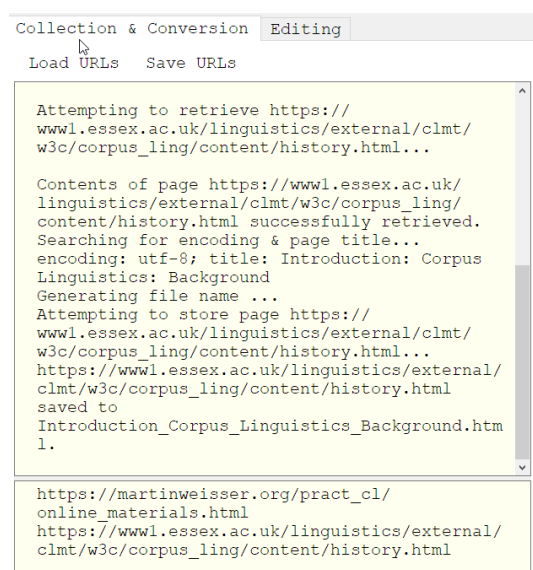 Collection & Conversion Editing
Load URLs Save URLs
Attempting to retrieve https://
www1.essex.ac.uk/linguistics/external/clmt/
w3c/corpus_ling/content/history.html...
Contents of page https://www1.essex.ac.uk/
linguistics/external/clmt/w3c/corpus_ling/
content/history.html successfully retrieved.
Searching for encoding & page title...
encoding: utf-8; title: Introduction: Corpus
Linguistics: Background
Generating file name ...
Attempting to store page https://
www1.essex.ac.uk/linguistics/external/clmt/
w3c/corpus_ling/content/history.html...
https://www1.essex.ac.uk/linguistics/external/
clmt/w3c/corpus_ling/content/history.html
saved to
Introduction_Corpus_Linguistics_Background.htm
l.
https://martinweisser.org/pract_cl/
online_materials.html
https://www1.essex.ac.uk/linguistics/external/
clmt/w3c/corpus_ling/content/history.html